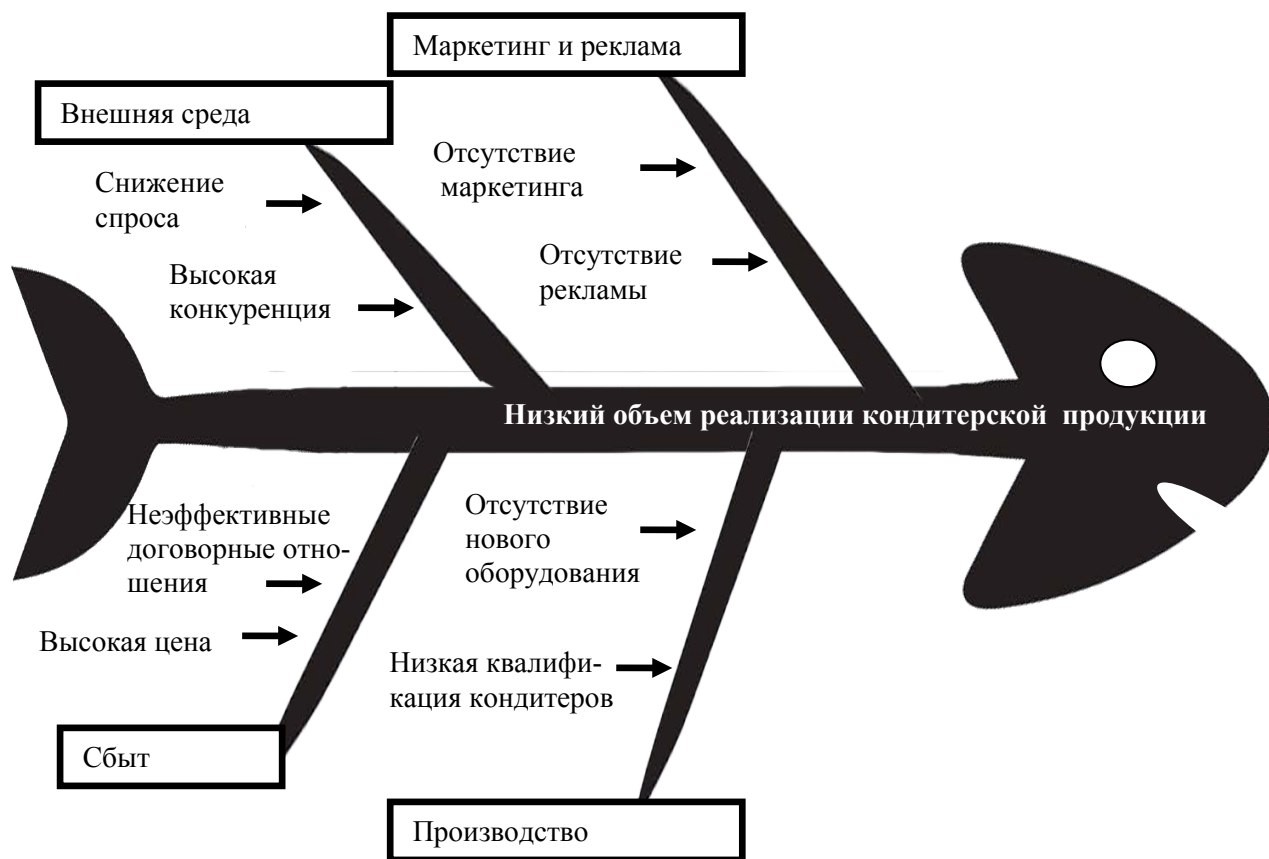 Маркетинг и реклама
Внешняя среда
Отсутствие
маркетинга
Снижение
спроса
Отсутствие
рекламы
Высокая
конкуренция
Низкий объем реализации кондитерской продукции
Неэффективные
договорные отно-
шения
Отсутствие
нового
оборудования
Высокая цена
Низкая квалифи-
кация кондитеров
Сбыт
Производство